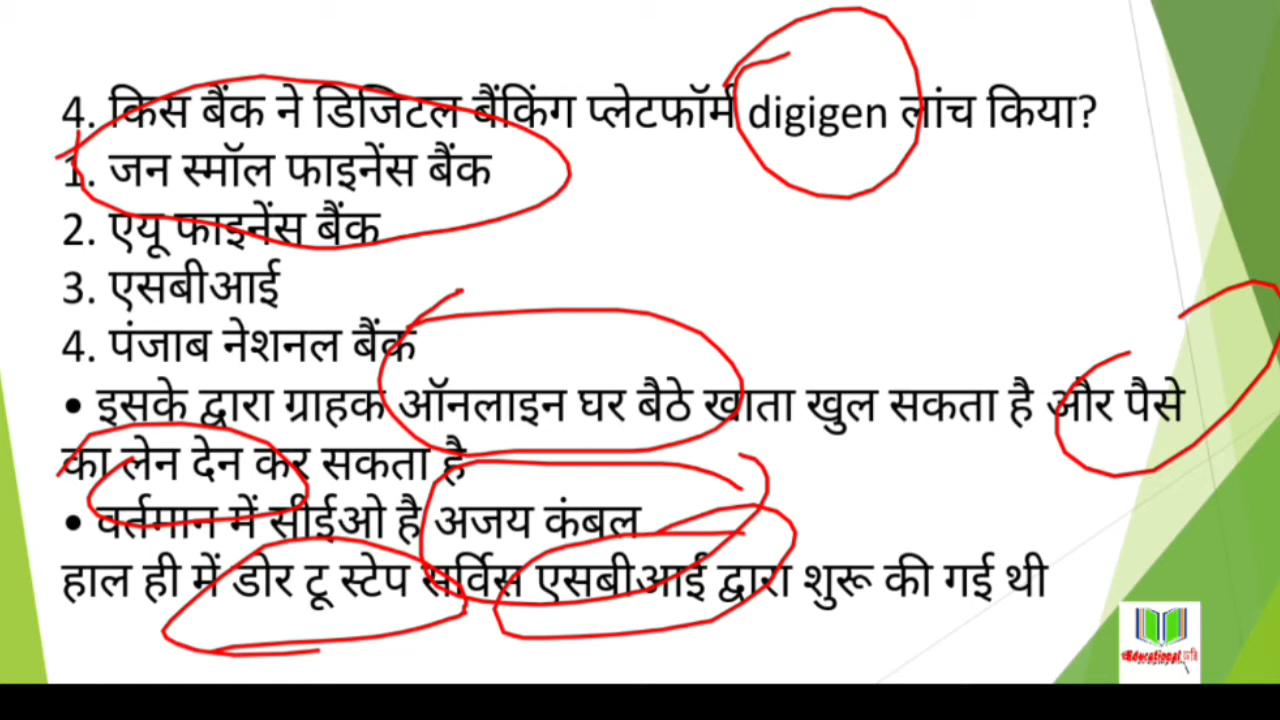 4. किस बैंक ने डिजिटल बैंकिंग प्लेटफॉर्म digigen लांच किया?
1. जन स्मॉल फाइनेंस बैंक
2. एयू फाइनेंस बैंक
3. एसबीआई
4. पंजाब नेशनल बैंक
• इसके द्वारा ग्राहक ऑनलाइन घर बैठे खाता खुल सकता है और पैसे
का लेन देन कर सकता है
• वर्तमान में सीईओ है अजय कंबल
हाल ही में डोर टू स्टेप सर्विस एसबीआई द्वारा शुरू की गई थी
Educational